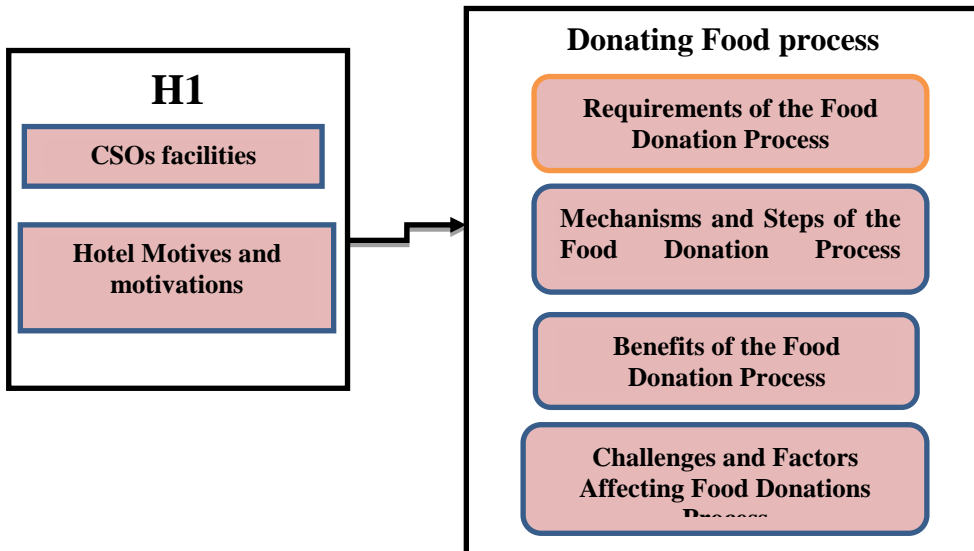 H1
CSOs facilities
Hotel Motives and
motivations
Donating Food process
Requirements of the Food
Donation Process
Mechanisms and Steps of the
Food Donation Process
Benefits of the Food
Donation Process
Challenges and Factors
Affecting Food Donations
Process